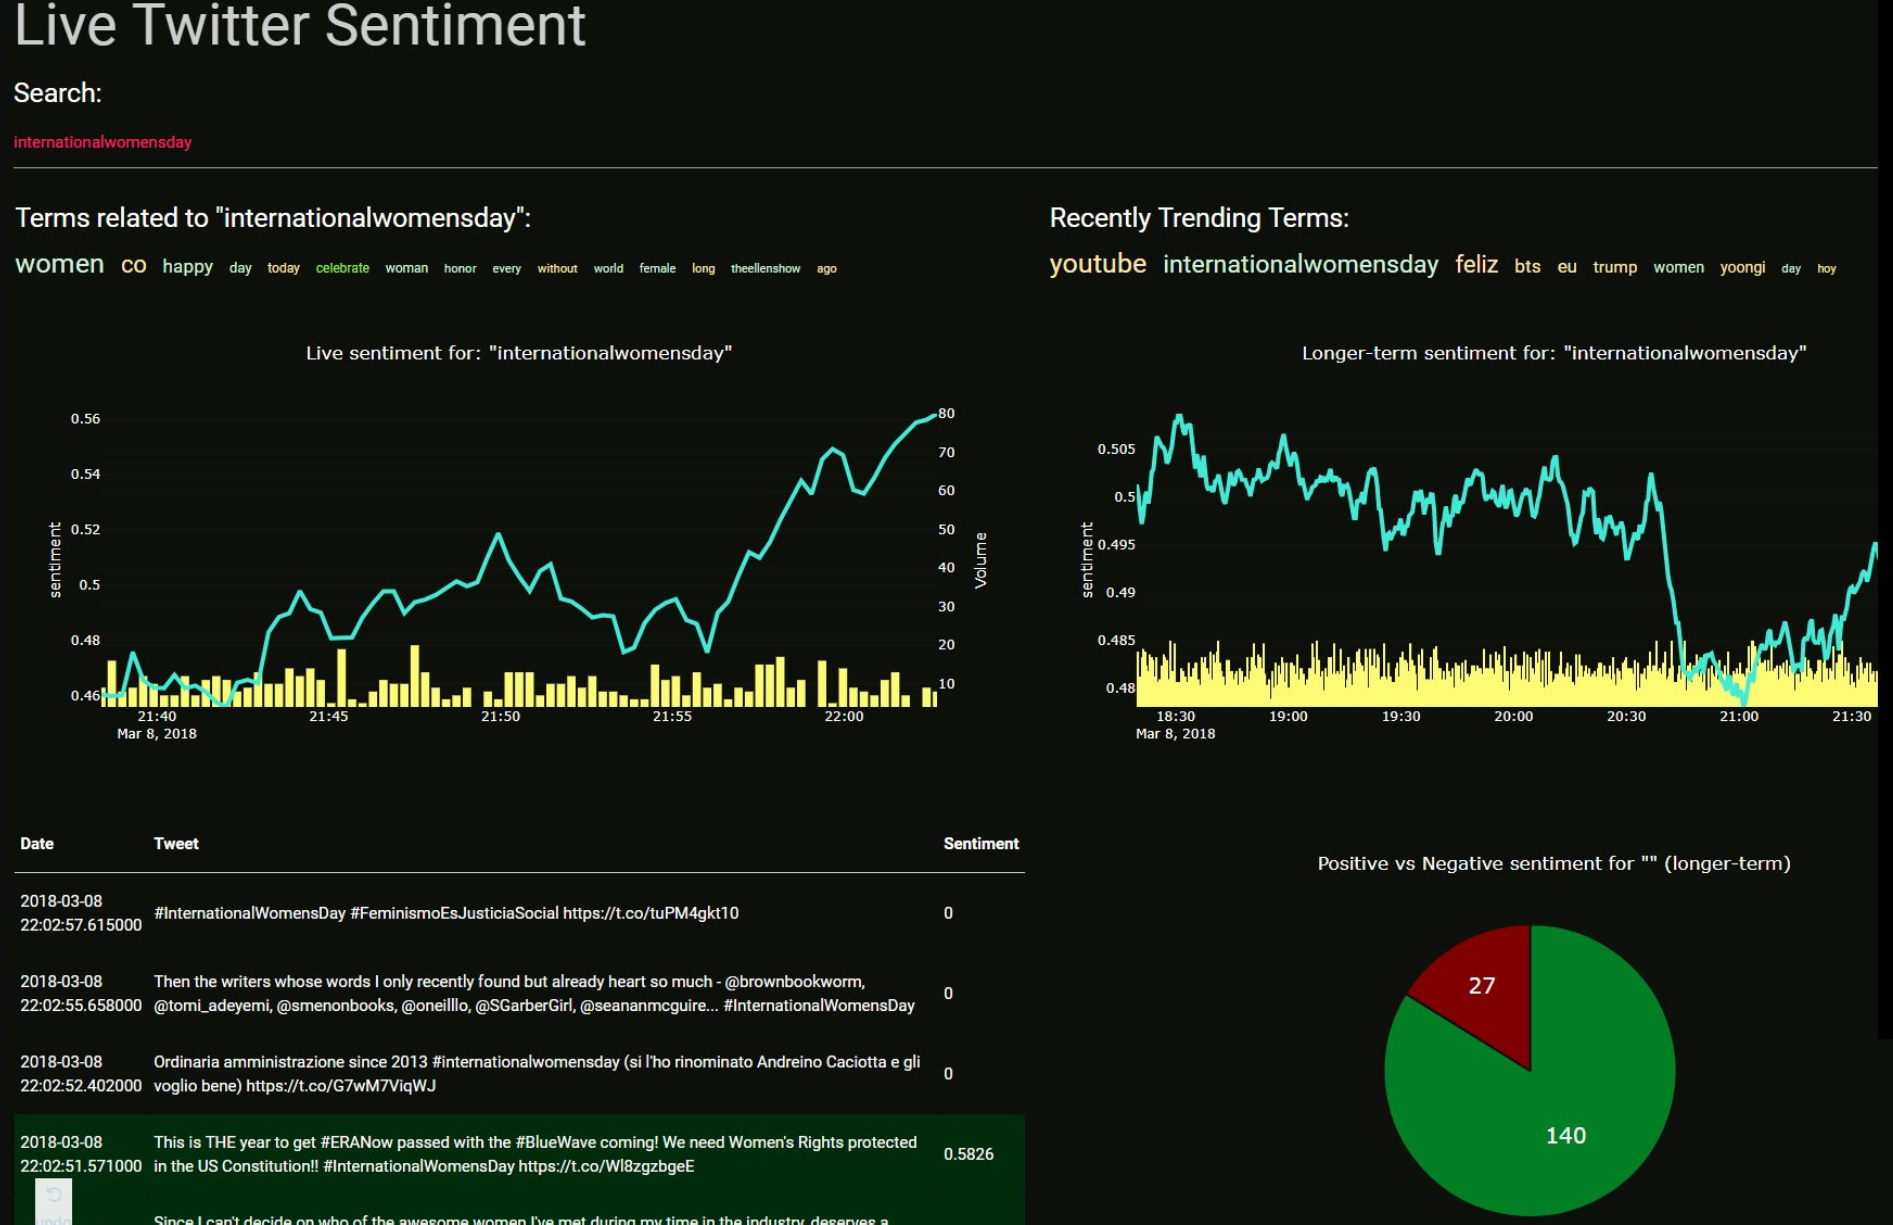 Live Twitter Sentiment
Search:
internationalwomensday
Terms related to "internationalwomensday":
women co happy day today celebrate woman honor every without world female long theellenshow ago
Recently Trending Terms:
youtube internationalwomensday feliz bts eu trump women yoongi day hoy
Live sentiment for: "internationalwomensday"
0.56
0.54
0.52
0.5
0.48
0.46
sentiment
80
70
60
50
40
30
20
10
Volume
21:40 21:45 21:50 21:55 22:00
Mar 8, 2018
Longer-term sentiment for: "internationalwomensday"
0.505
0.5
0.495
0.49
0.485
0.48
sentiment
18:30 19:00 19:30 20:00 20:30 21:00 21:30
Mar 8, 2018
Date Tweet Sentiment
2018-03-08
22:02:57.615000
#InternationalWomensDay #FeminismoEsJusticiaSocial https://t.co/tuPM4gkt10
0
2018-03-08
22:02:55.658000
Then the writers whose words I only recently found but already heart so much - @brownbookworm,
@tomi_adeyemi, @smenonbooks, @oneilllo, @SGarberGirl, @seananmcguire... #InternationalWomensDay
0
2018-03-08
22:02:52.402000
Ordinaria amministrazione since 2013 #internationalwomensday (si l'ho rinominato Andreino Caciotta e gli
voglio bene) https://t.co/G7wM7ViqWJ
0
2018-03-08
22:02:51.571000
This is THE year to get #ERANow passed with the #BlueWave coming! We need Women's Rights protected
in the US Constitution!! #InternationalWomensDay https://t.co/Wl8zgzbgeE
0.5826
undo
Since I can't decide on who of the awesome women I've met during my time in the industry, deserves a
Positive vs Negative sentiment for "" (longer-term)
27
140